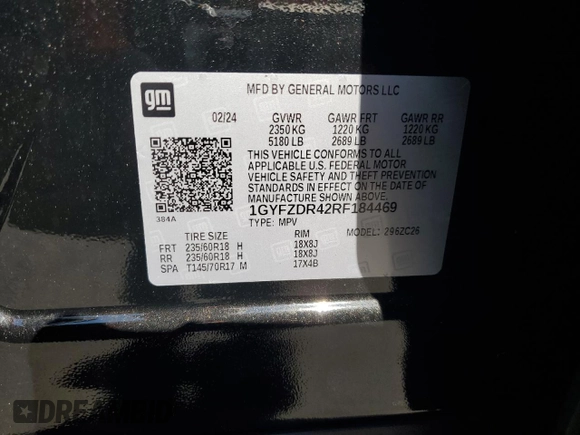 gm
MFD BY GENERAL MOTORS LLC
02/24 GVWR GAWR FRT GAWR RR
2350 KG 1220 KG 1220 KG
5180 LB 2689 LB 2689 LB
THIS VEHICLE CONFORMS TO ALL
APPLICABLE U.S. FEDERAL MOTOR
VEHICLE SAFETY AND THEFT PREVENTION
STANDARDS IN EFFECT ON THE DATE OF
MANUFACTURE SHOWN ABOVE.
1GYFZDR42RF184469
384A
TYPE: MPV MODEL: 296ZC26
TIRE SIZE RIM
FRT 235/60R18 H 18X8J
RR 235/60R18 H 18X8J
SPA T145/70R17 M 17X4B
DREAMBID